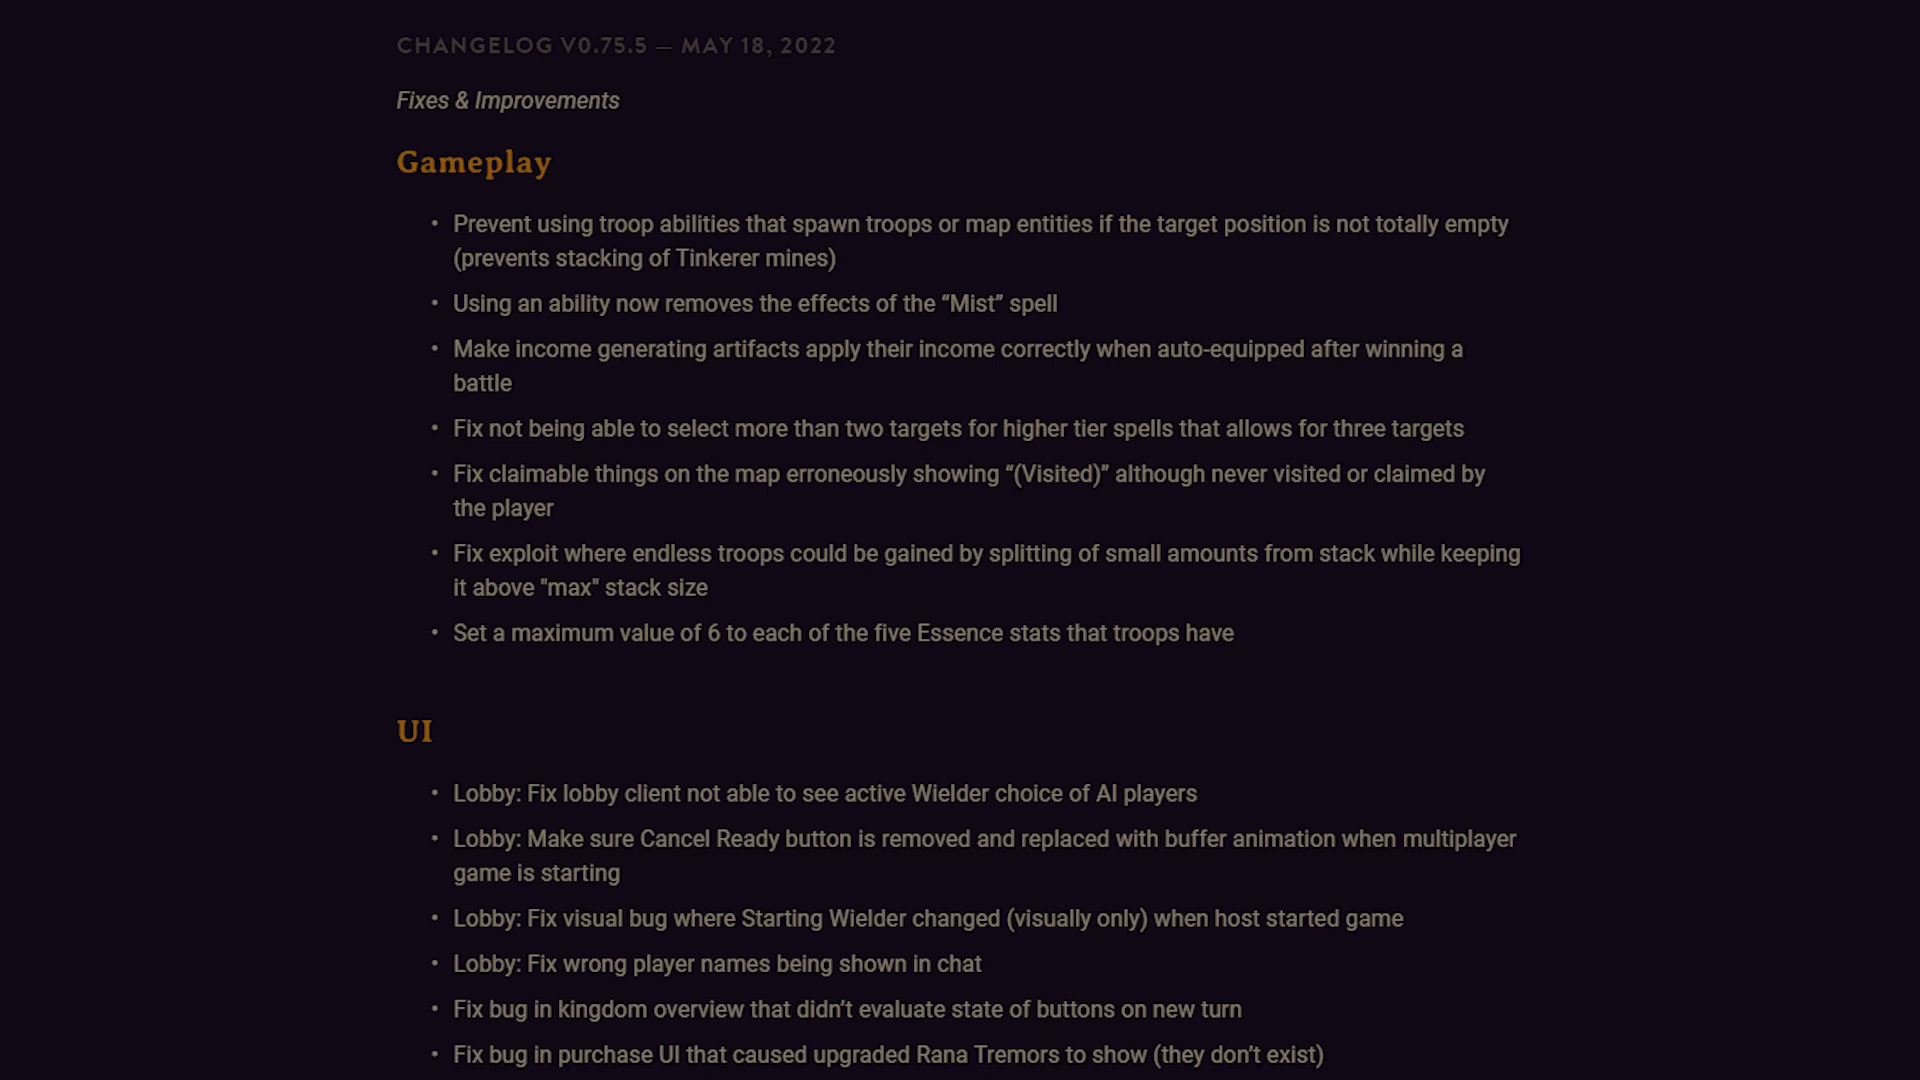 CHANGELOG V0.75.5 — MAY 18, 2022
Fixes & Improvements
Gameplay
• Prevent using troop abilities that spawn troops or map entities if the target position is not totally empty
(prevents stacking of Tinkerer mines)
• Using an ability now removes the effects of the “Mist” spell
• Make income generating artifacts apply their income correctly when auto-equipped after winning a
battle
• Fix not being able to select more than two targets for higher tier spells that allows for three targets
• Fix claimable things on the map erroneously showing “(Visited)” although never visited or claimed by
the player
• Fix exploit where endless troops could be gained by splitting of small amounts from stack while keeping
it above "max" stack size
• Set a maximum value of 6 to each of the five Essence stats that troops have
UI
• Lobby: Fix lobby client not able to see active Wielder choice of AI players
• Lobby: Make sure Cancel Ready button is removed and replaced with buffer animation when multiplayer
game is starting
• Lobby: Fix visual bug where Starting Wielder changed (visually only) when host started game
• Lobby: Fix wrong player names being shown in chat
• Fix bug in kingdom overview that didn’t evaluate state of buttons on new turn
• Fix bug in purchase UI that caused upgraded Rana Tremors to show (they don’t exist)